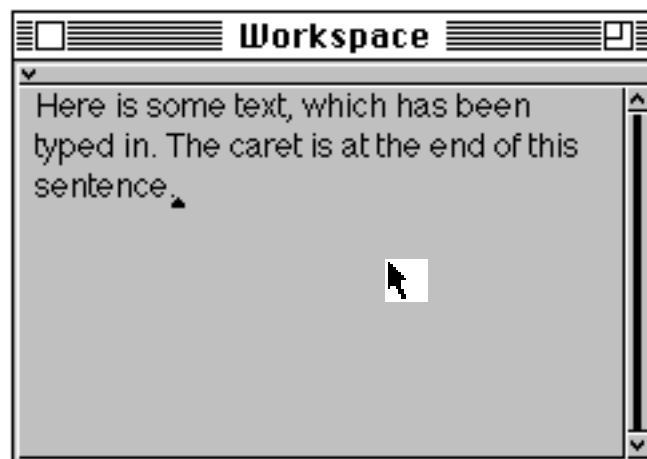 Workspace
Here is some text, which has been
typed in. The caret is at the end of this
sentence.